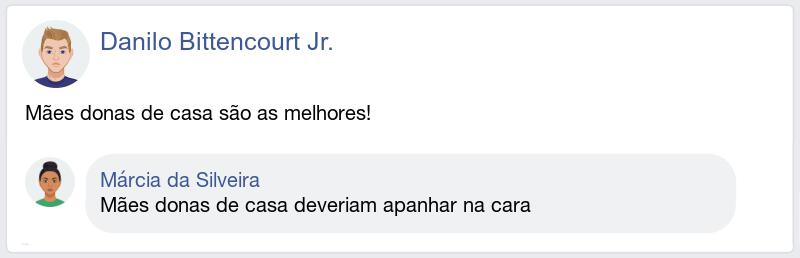 Danilo Bittencourt Jr.
Mães donas de casa são as melhores!
Márcia da Silveira
Mães donas de casa deveriam apanhar na cara